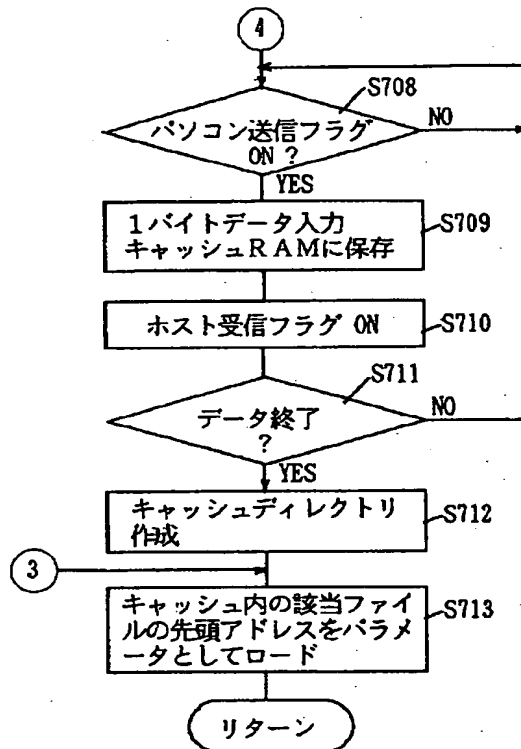 4
S708
パソコン送信フラグ
ON ?
NO
YES
1バイトデータ入力
キャッシュRAMに保存
S709
ホスト受信フラグ ON
S710
S711
データ終了
?
NO
YES
キャッシュディレクトリ
作成
S712
3
キャッシュ内の該当ファイ
ルの先頭アドレスをパラメ
ータとしてロード
S713
リターン